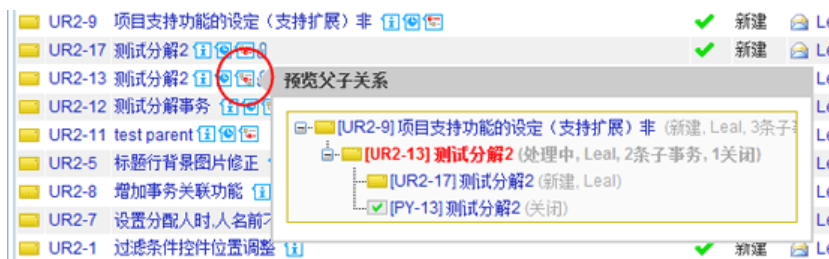 UR2-9 项目支持功能的设定（支持扩展）非 新建 Le
UR2-17 测试分解2 新建 Le
UR2-13 测试分解2
预览父子关系
UR2-12 测试分解事务
[UR2-9] 项目支持功能的设定（支持扩展）非 (新建, Leal, 3条子
UR2-11 test parent
[UR2-13] 测试分解2 (处理中, Leal, 2条子事务, 1关闭)
UR2-5 标题行背景图片修正
[UR2-17] 测试分解2 (新建, Leal)
UR2-8 增加事务关联功能
[PY-13] 测试分解2 (关闭)
UR2-7 设置分配人时,人名前
UR2-1 过滤条件控件位置调整 新建 Le